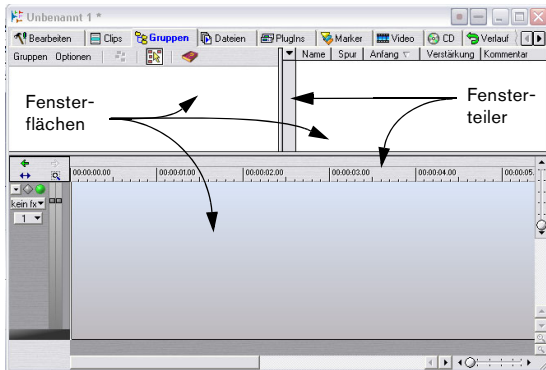 Unbenannt 1 *
Bearbeiten Clips Gruppen Dateien PlugIns Marker Video CD Verlauf
Gruppen Optionen Name Spur Anfang Verstärkung Kommentar
Fenster-
flächen
Fenster-
teiler
00:00:00.00 00:00:01.00 00:00:02.00 00:00:03.00 00:00:04.00 00:00:05.
kein fx
1